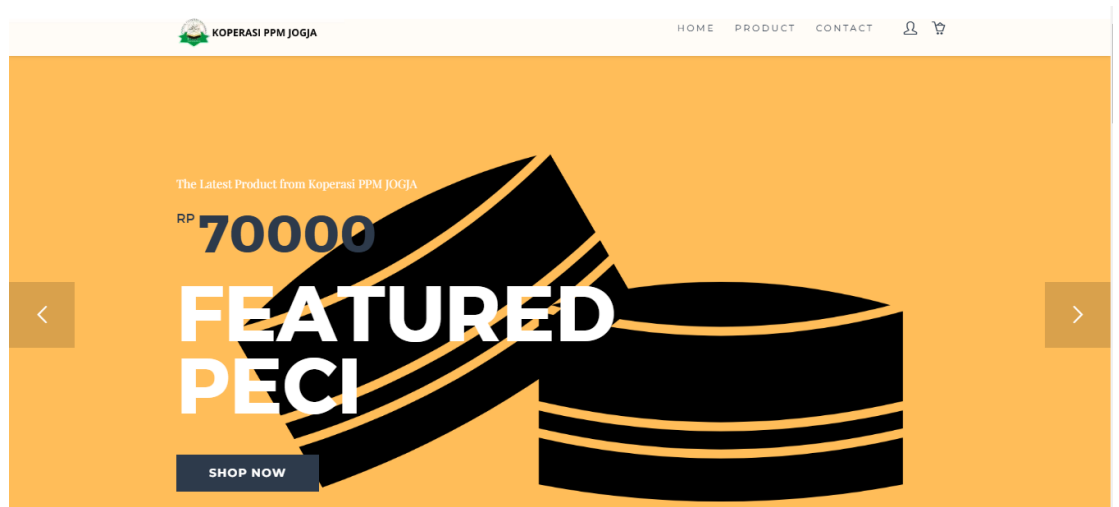 KOPERASI PPM JOGJA
HOME PRODUCT CONTACT
The Latest Product from Koperasi PPM JOGJA
RP 70000
FEATURED
PECI
SHOP NOW